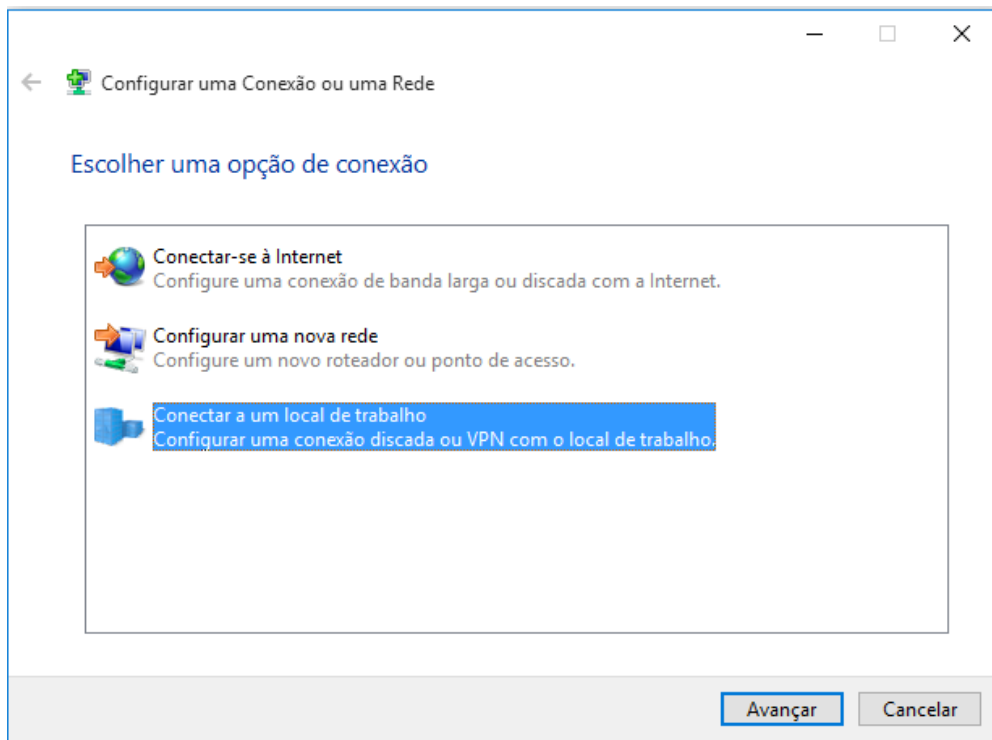 Configurar uma Conexão ou uma Rede
Escolher uma opção de conexão
Conectar-se à Internet
Configure uma conexão de banda larga ou discada com a Internet.
Configurar uma nova rede
Configure um novo roteador ou ponto de acesso.
Conectar a um local de trabalho
Configurar uma conexão discada ou VPN com o local de trabalho.
Avançar
Cancelar